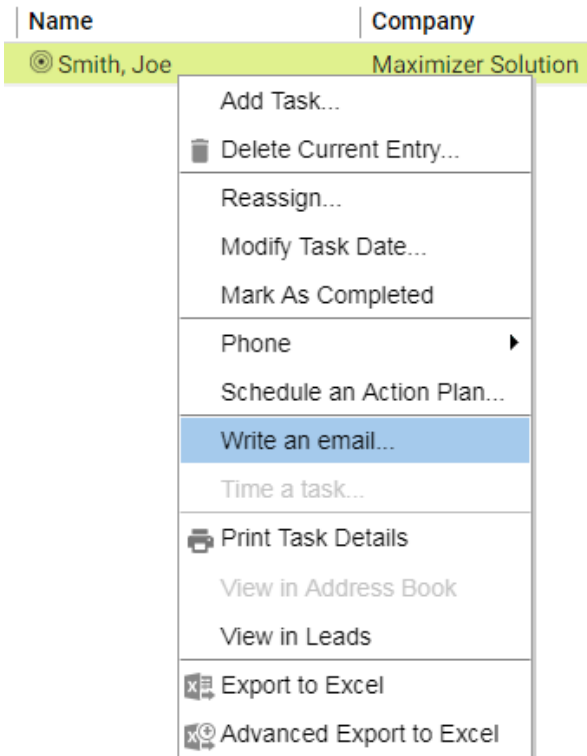 Name Company
Smith, Joe Maximizer Solution
Add Task...
Delete Current Entry...
Reassign...
Modify Task Date...
Mark As Completed
Phone
Schedule an Action Plan...
Write an email...
Time a task...
Print Task Details
View in Address Book
View in Leads
Export to Excel
Advanced Export to Excel